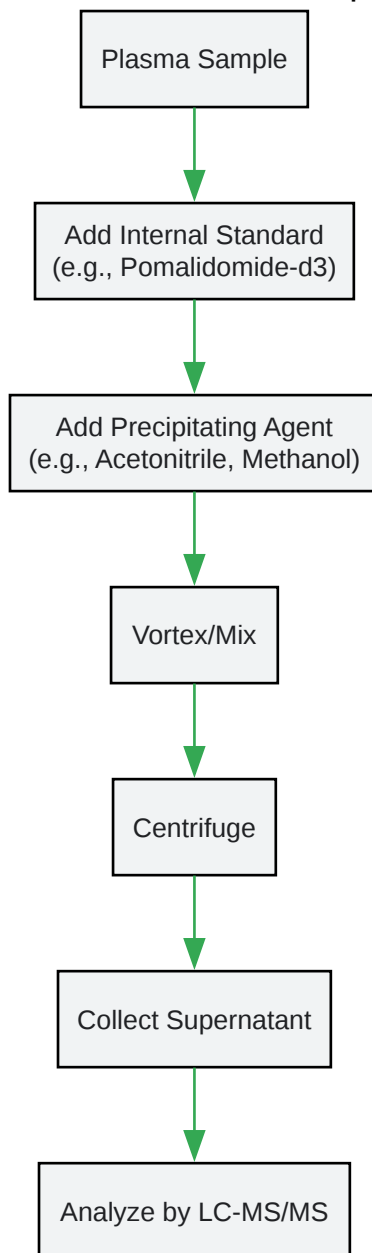 Plasma Sample
Add Internal Standard
(e.g., Pomalidomide-d3)
Add Precipitating Agent
(e.g., Acetonitrile, Methanol)
Vortex/Mix
Centrifuge
Collect Supernatant
Analyze by LC-MS/MS